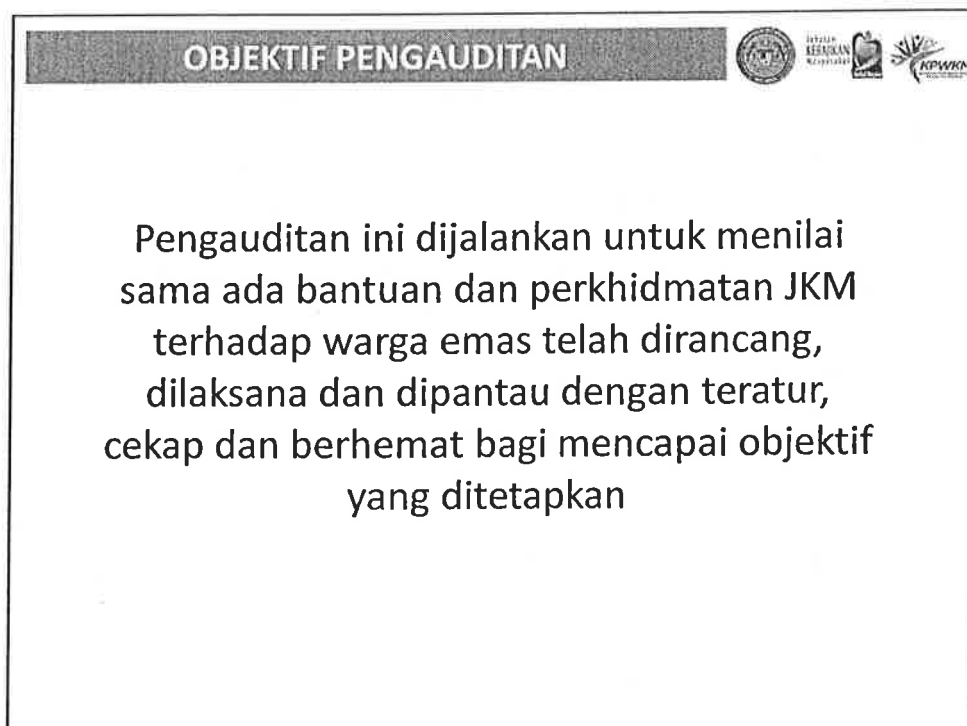 OBJEKTIF PENGAUDITAN
KEBAJIKAN
KPWKM
Pengauditan ini dijalankan untuk menilai
sama ada bantuan dan perkhidmatan JKM
terhadap warga emas telah dirancang,
dilaksana dan dipantau dengan teratur,
cekap dan berhemat bagi mencapai objektif
yang ditetapkan